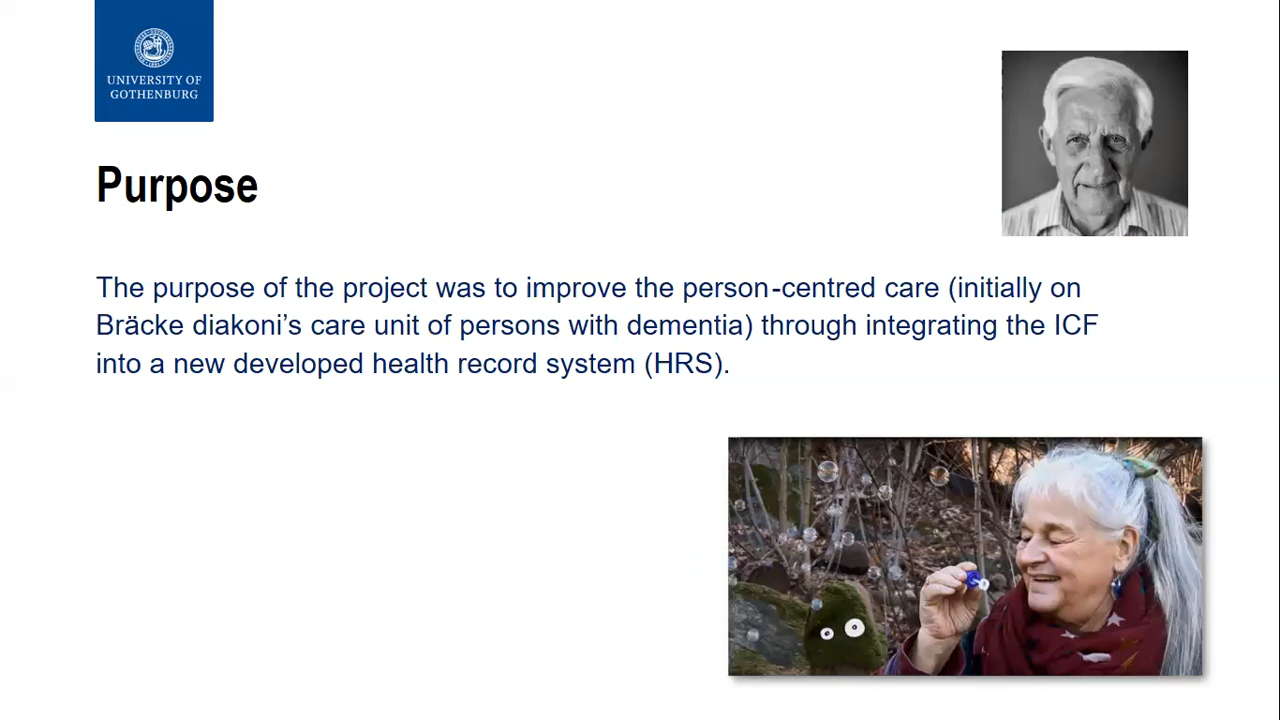 UNIVERSITY OF
GOTHENBURG
Purpose
The purpose of the project was to improve the person-centred care (initially on
Bräcke diakoni’s care unit of persons with dementia) through integrating the ICF
into a new developed health record system (HRS).